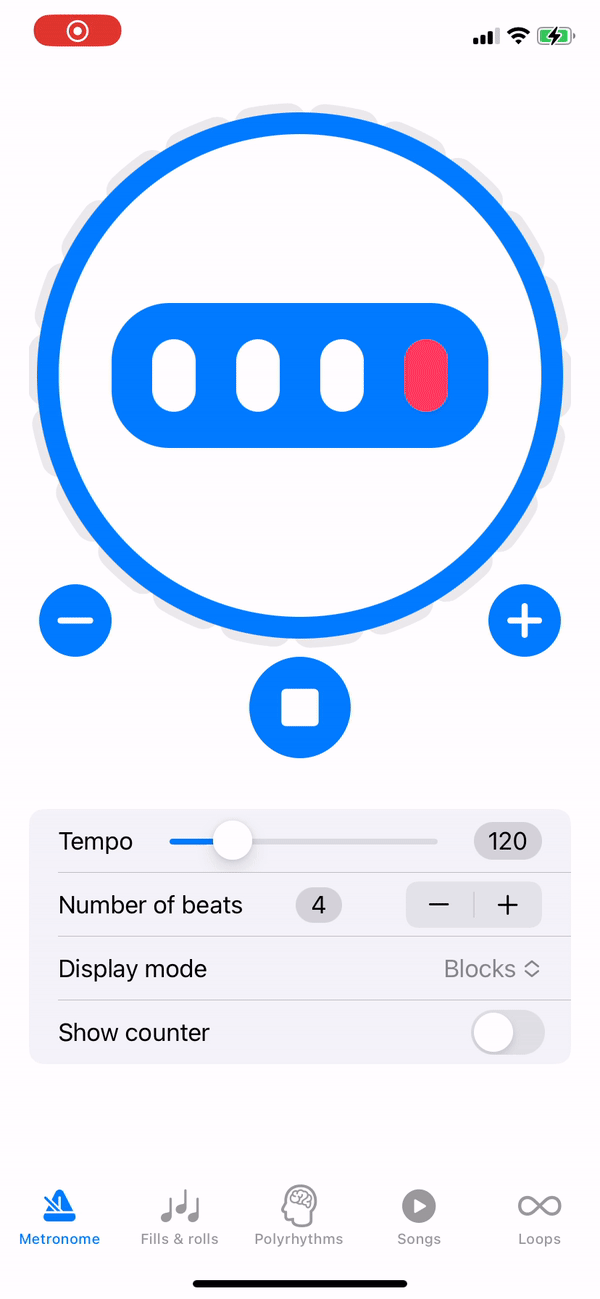 Tempo 120
Number of beats 4
Display mode Blocks
Show counter
Metronome Fills & rolls Polyrhythms Songs Loops